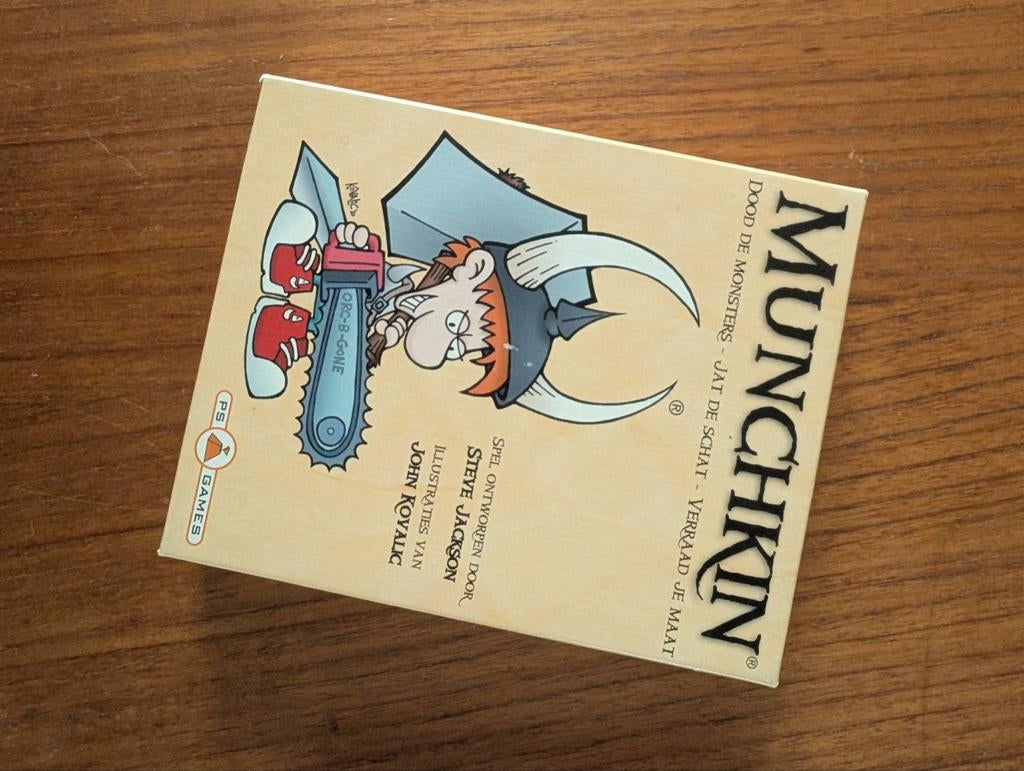 MUNCHKIN®
DOOD DE MONSTERS - JAT DE SCHAT - VERRAAD JE MAAT
®
SPEL ONTWORPEN DOOR
STEVE JACKSON
ILLUSTRATIES VAN
JOHN KOVALIC
KOVALIC
ORC-B-GONE
PS GAMES